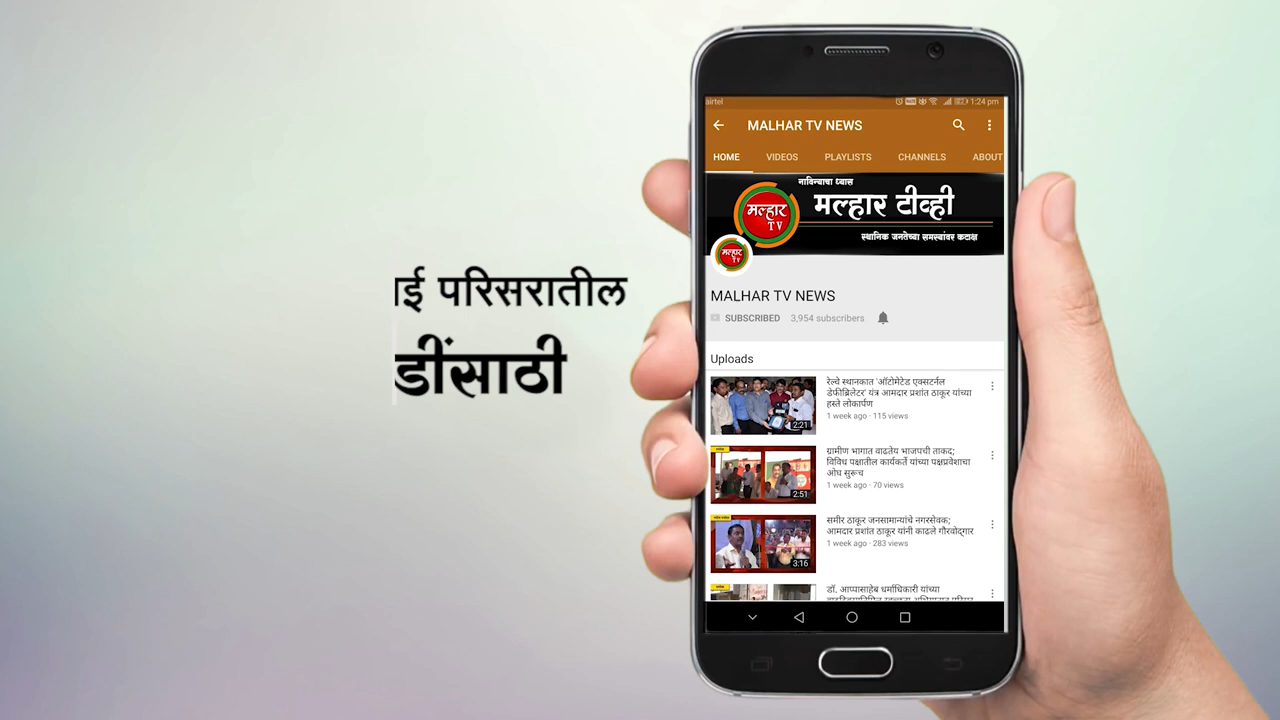 ाई परिसरातील
डींसाठी
airtel
1:24 pm
MALHAR TV NEWS
HOME VIDEOS PLAYLISTS CHANNELS ABOUT
नाविन्याचा ध्यास
मल्हार टीव्ही
मल्हार
TV
स्थानिक जनतेच्या समस्यांवर कटाक्ष
मल्हार
TV
MALHAR TV NEWS
SUBSCRIBED 3,954 subscribers
Uploads
रेल्वे स्थानकात 'ऑटोमेटेड एक्सटर्नल
डेफीब्रिलेटर' यंत्र आमदार प्रशांत ठाकूर यांच्या
हस्ते लोकार्पण
1 week ago · 115 views
2:21
ग्रामीण भागात वाढतेय भाजपची ताकद;
विविध पक्षातील कार्यकर्ते यांच्या पक्षप्रवेशाचा
ओघ सुरूच
1 week ago · 70 views
2:51
समीर ठाकूर जनसामान्यांचे नगरसेवक;
आमदार प्रशांत ठाकूर यांनी काढले गौरवोद्गार
1 week ago · 283 views
3:16
डॉ. आप्पासाहेब धर्माधिकारी यांच्या